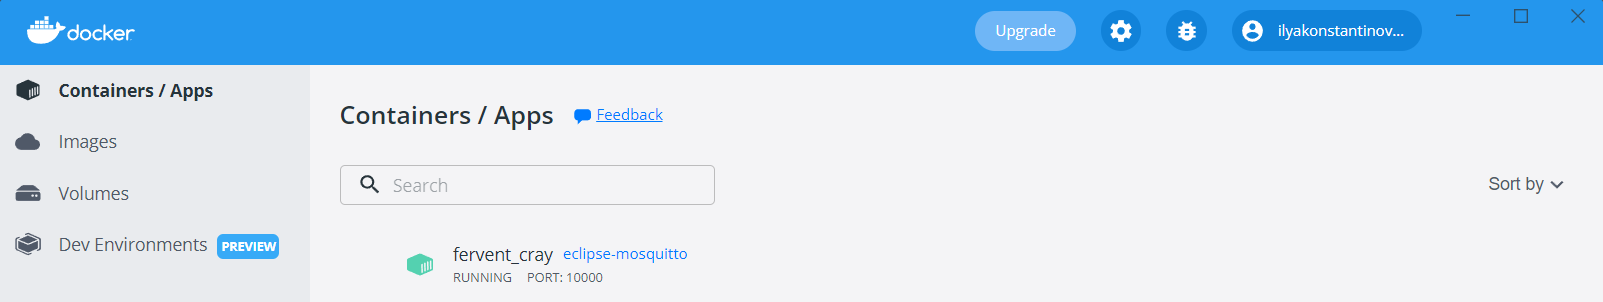 docker
Upgrade
ilyakonstantinov...
Containers / Apps
Images
Volumes
Dev Environments PREVIEW
Containers / Apps Feedback
Search
Sort by
fervent_cray eclipse-mosquitto
RUNNING PORT: 10000